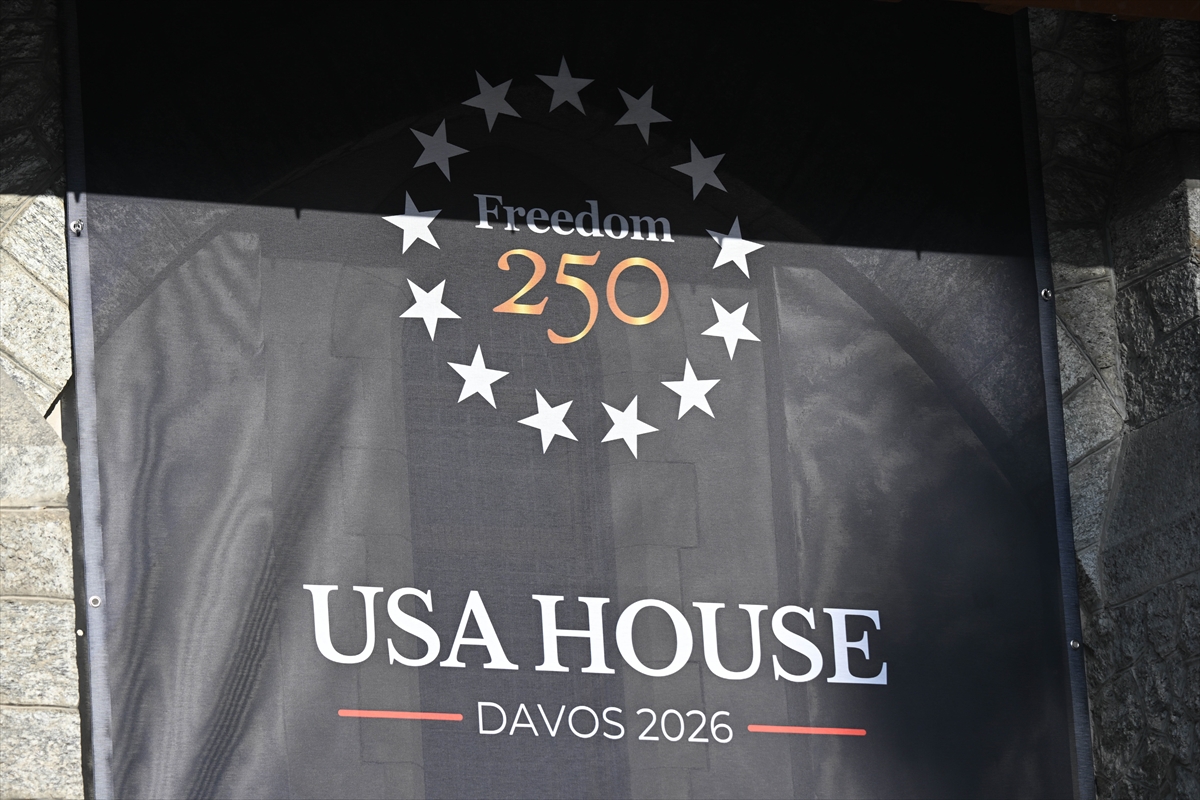 Freedom
250
USA HOUSE
DAVOS 2026